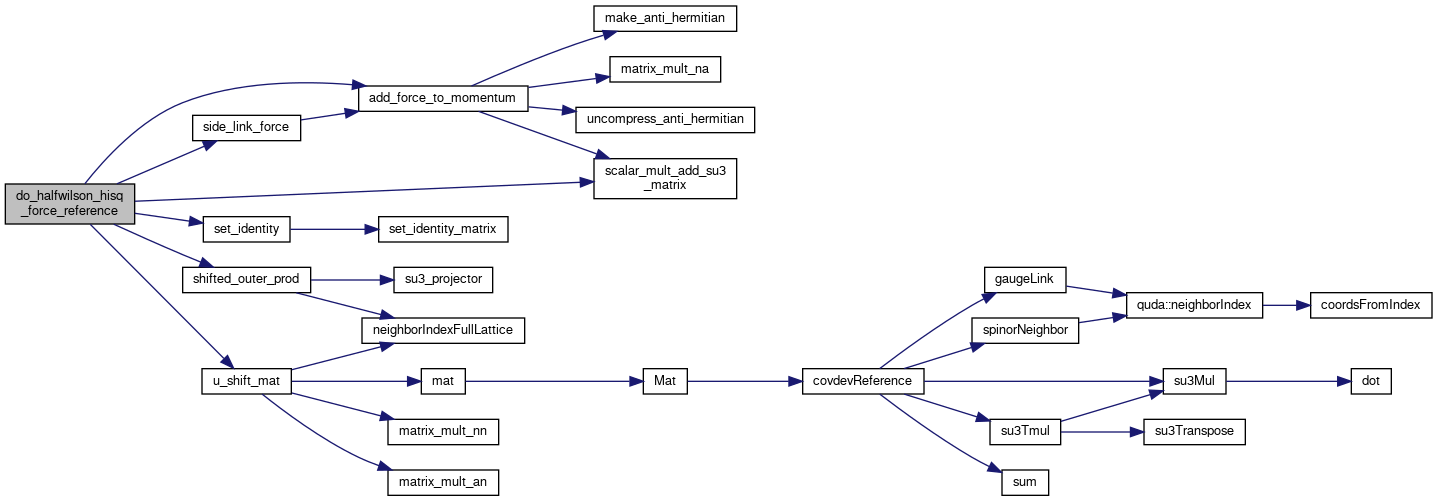 make_anti_hermitian
matrix_mult_na
add_force_to_momentum
uncompress_anti_hermitian
side_link_force
scalar_mult_add_su3
_matrix
do_halfwilson_hisq
_force_reference
set_identity
set_identity_matrix
shifted_outer_prod
su3_projector
gaugeLink
quda::neighborIndex
coordsFromIndex
neighborIndexFullLattice
spinorNeighbor
u_shift_mat
mat
Mat
covdevReference
su3Mul
dot
matrix_mult_nn
su3Tmul
su3Transpose
matrix_mult_an
sum